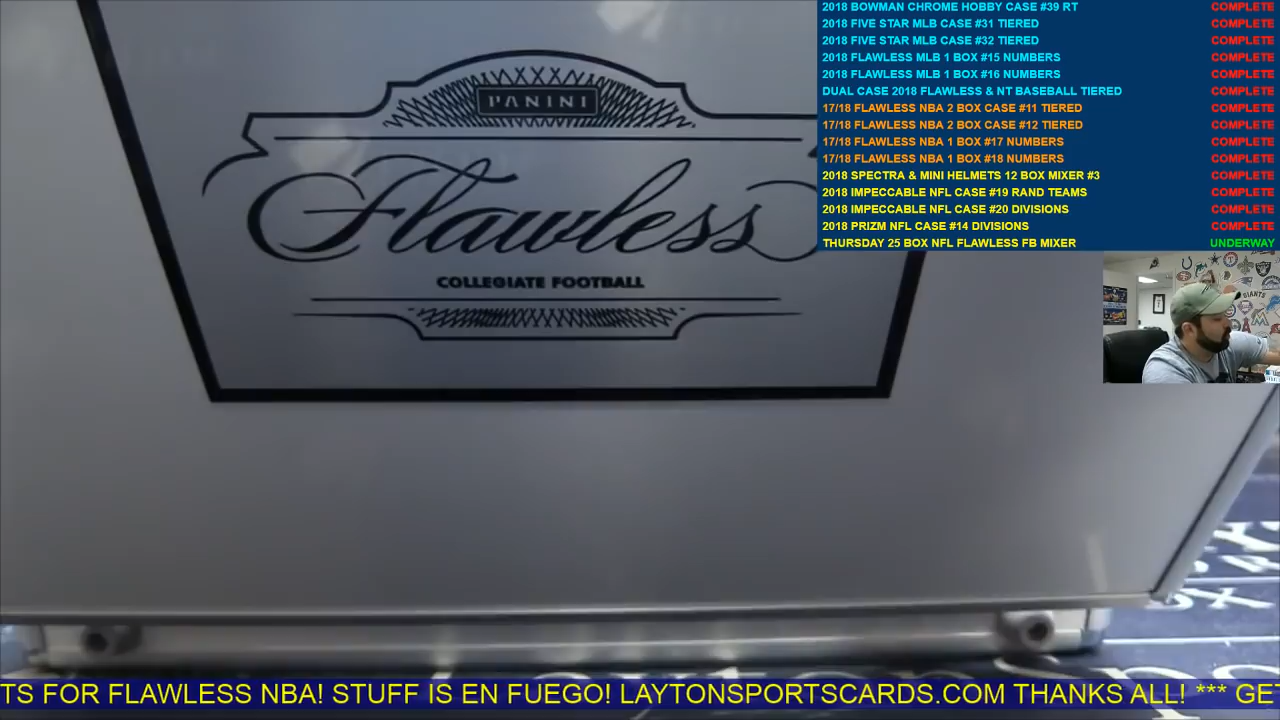 2018 BOWMAN CHROME HOBBY CASE #39 RT COMPLETE
2018 FIVE STAR MLB CASE #31 TIERED COMPLETE
2018 FIVE STAR MLB CASE #32 TIERED COMPLETE
2018 FLAWLESS MLB 1 BOX #15 NUMBERS COMPLETE
2018 FLAWLESS MLB 1 BOX #16 NUMBERS COMPLETE
DUAL CASE 2018 FLAWLESS & NT BASEBALL TIERED COMPLETE
17/18 FLAWLESS NBA 2 BOX CASE #11 TIERED COMPLETE
17/18 FLAWLESS NBA 2 BOX CASE #12 TIERED COMPLETE
17/18 FLAWLESS NBA 1 BOX #17 NUMBERS COMPLETE
17/18 FLAWLESS NBA 1 BOX #18 NUMBERS COMPLETE
2018 SPECTRA & MINI HELMETS 12 BOX MIXER #3 COMPLETE
2018 IMPECCABLE NFL CASE #19 RAND TEAMS COMPLETE
2018 IMPECCABLE NFL CASE #20 DIVISIONS COMPLETE
2018 PRIZM NFL CASE #14 DIVISIONS COMPLETE
THURSDAY 25 BOX NFL FLAWLESS FB MIXER UNDERWAY
PANINI
Flawless
COLLEGIATE FOOTBALL
GIANTS
TS FOR FLAWLESS NBA! STUFF IS EN FUEGO! LAYTONSPORTSCARDS.COM THANKS ALL! *** GE